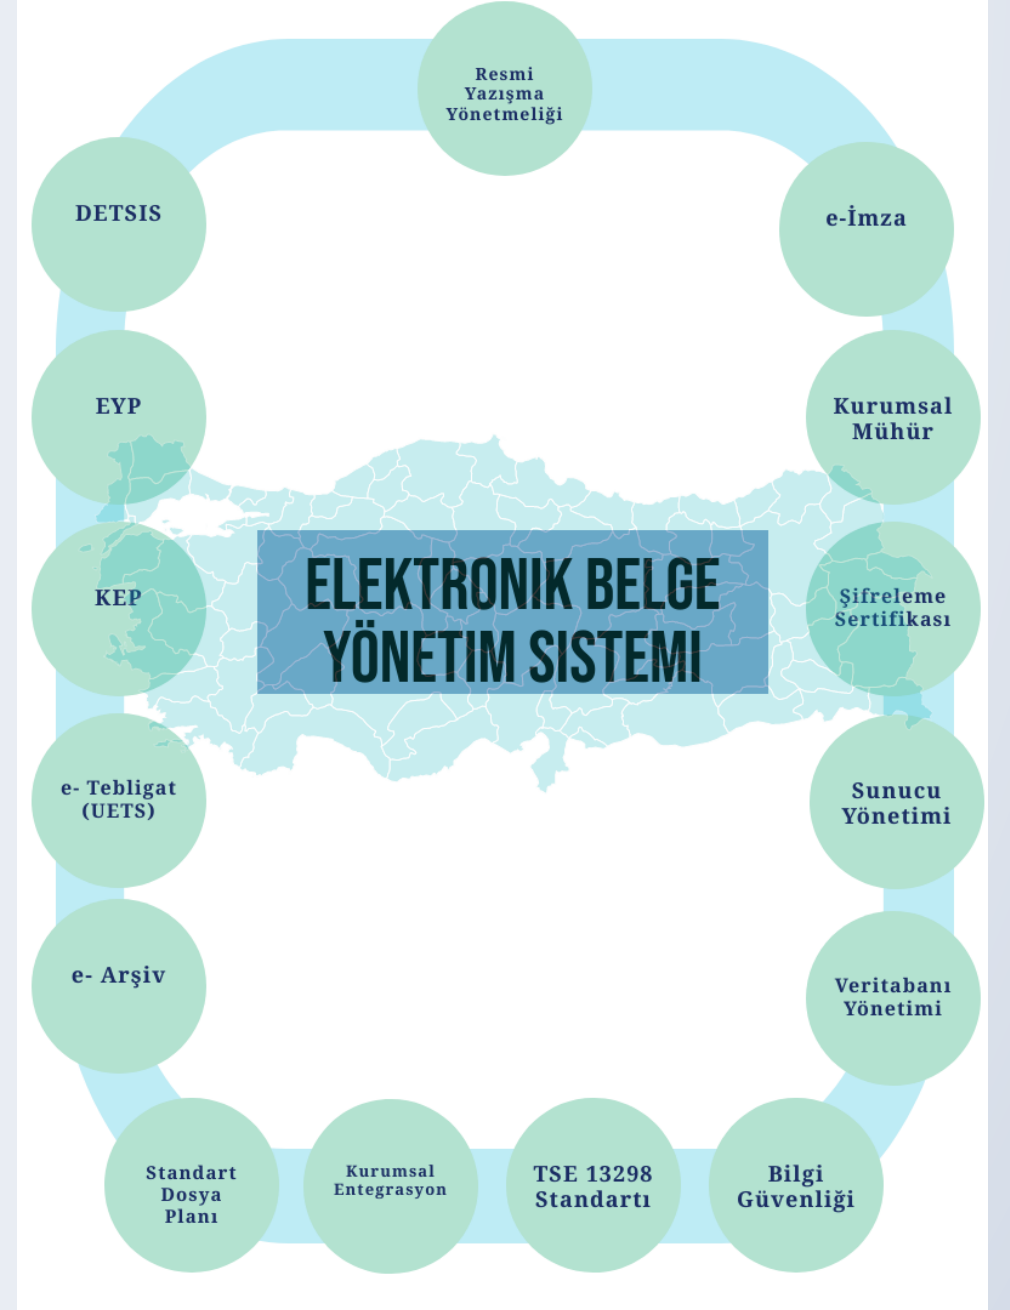 Resmi
Yazışma
Yönetmeliği
DETSIS
e-İmza
EYP
Kurumsal
Mühür
KEP
ELEKTRONIK BELGE
YÖNETIM SISTEMI
Şifreleme
Sertifikası
e- Tebligat
(UETS)
Sunucu
Yönetimi
e- Arşiv
Veritabanı
Yönetimi
Standart
Dosya
Planı
Kurumsal
Entegrasyon
TSE 13298
Standartı
Bilgi
Güvenliği